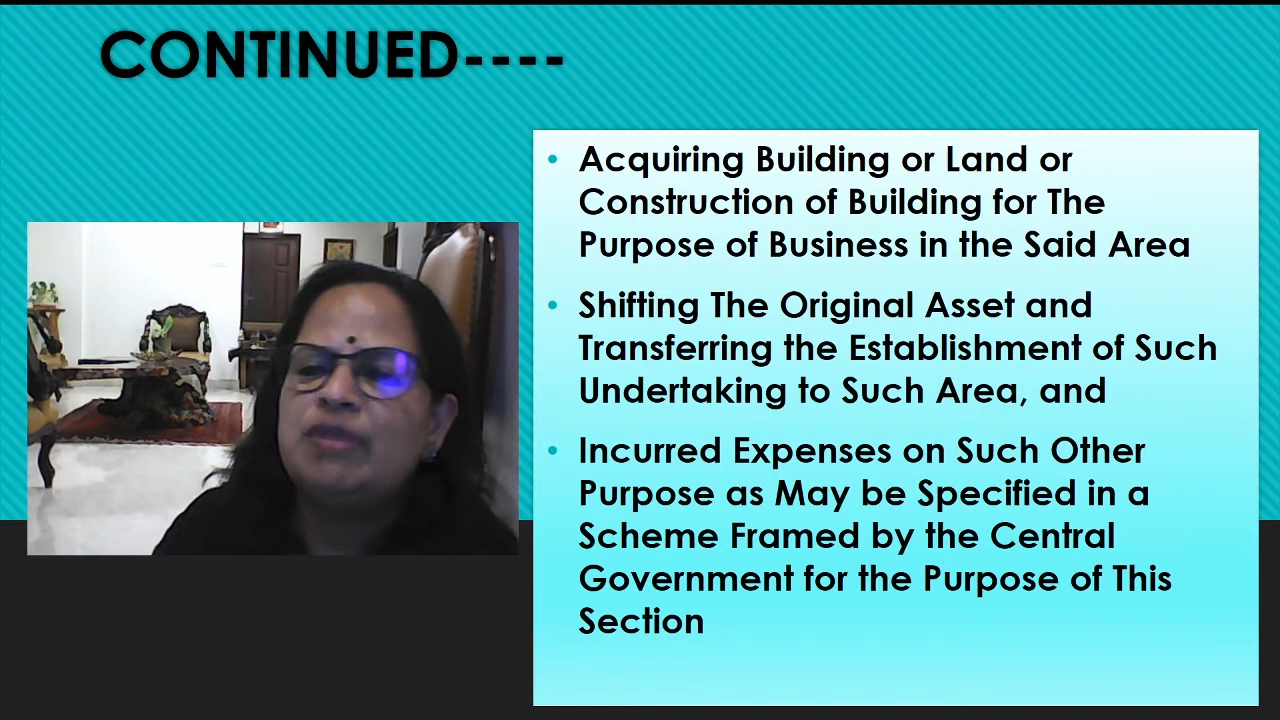 CONTINUED----
• Acquiring Building or Land or
Construction of Building for The
Purpose of Business in the Said Area
• Shifting The Original Asset and
Transferring the Establishment of Such
Undertaking to Such Area, and
• Incurred Expenses on Such Other
Purpose as May be Specified in a
Scheme Framed by the Central
Government for the Purpose of This
Section